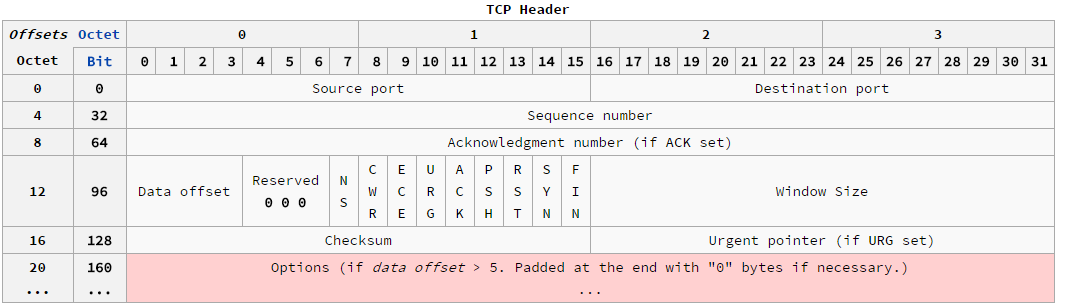 TCP Header
Offsets Octet 0 1 2 3
Octet Bit 0 1 2 3 4 5 6 7 8 9 10 11 12 13 14 15 16 17 18 19 20 21 22 23 24 25 26 27 28 29 30 31
0 0 Source port Destination port
4 32 Sequence number
8 64 Acknowledgment number (if ACK set)
12 96 Data offset Reserved 0 0 0 NS CWR ECE URG ACK PSH RST SYN FIN Window Size
16 128 Checksum Urgent pointer (if URG set)
20 160 Options (if data offset > 5. Padded at the end with "0" bytes if necessary.)
... ... ...